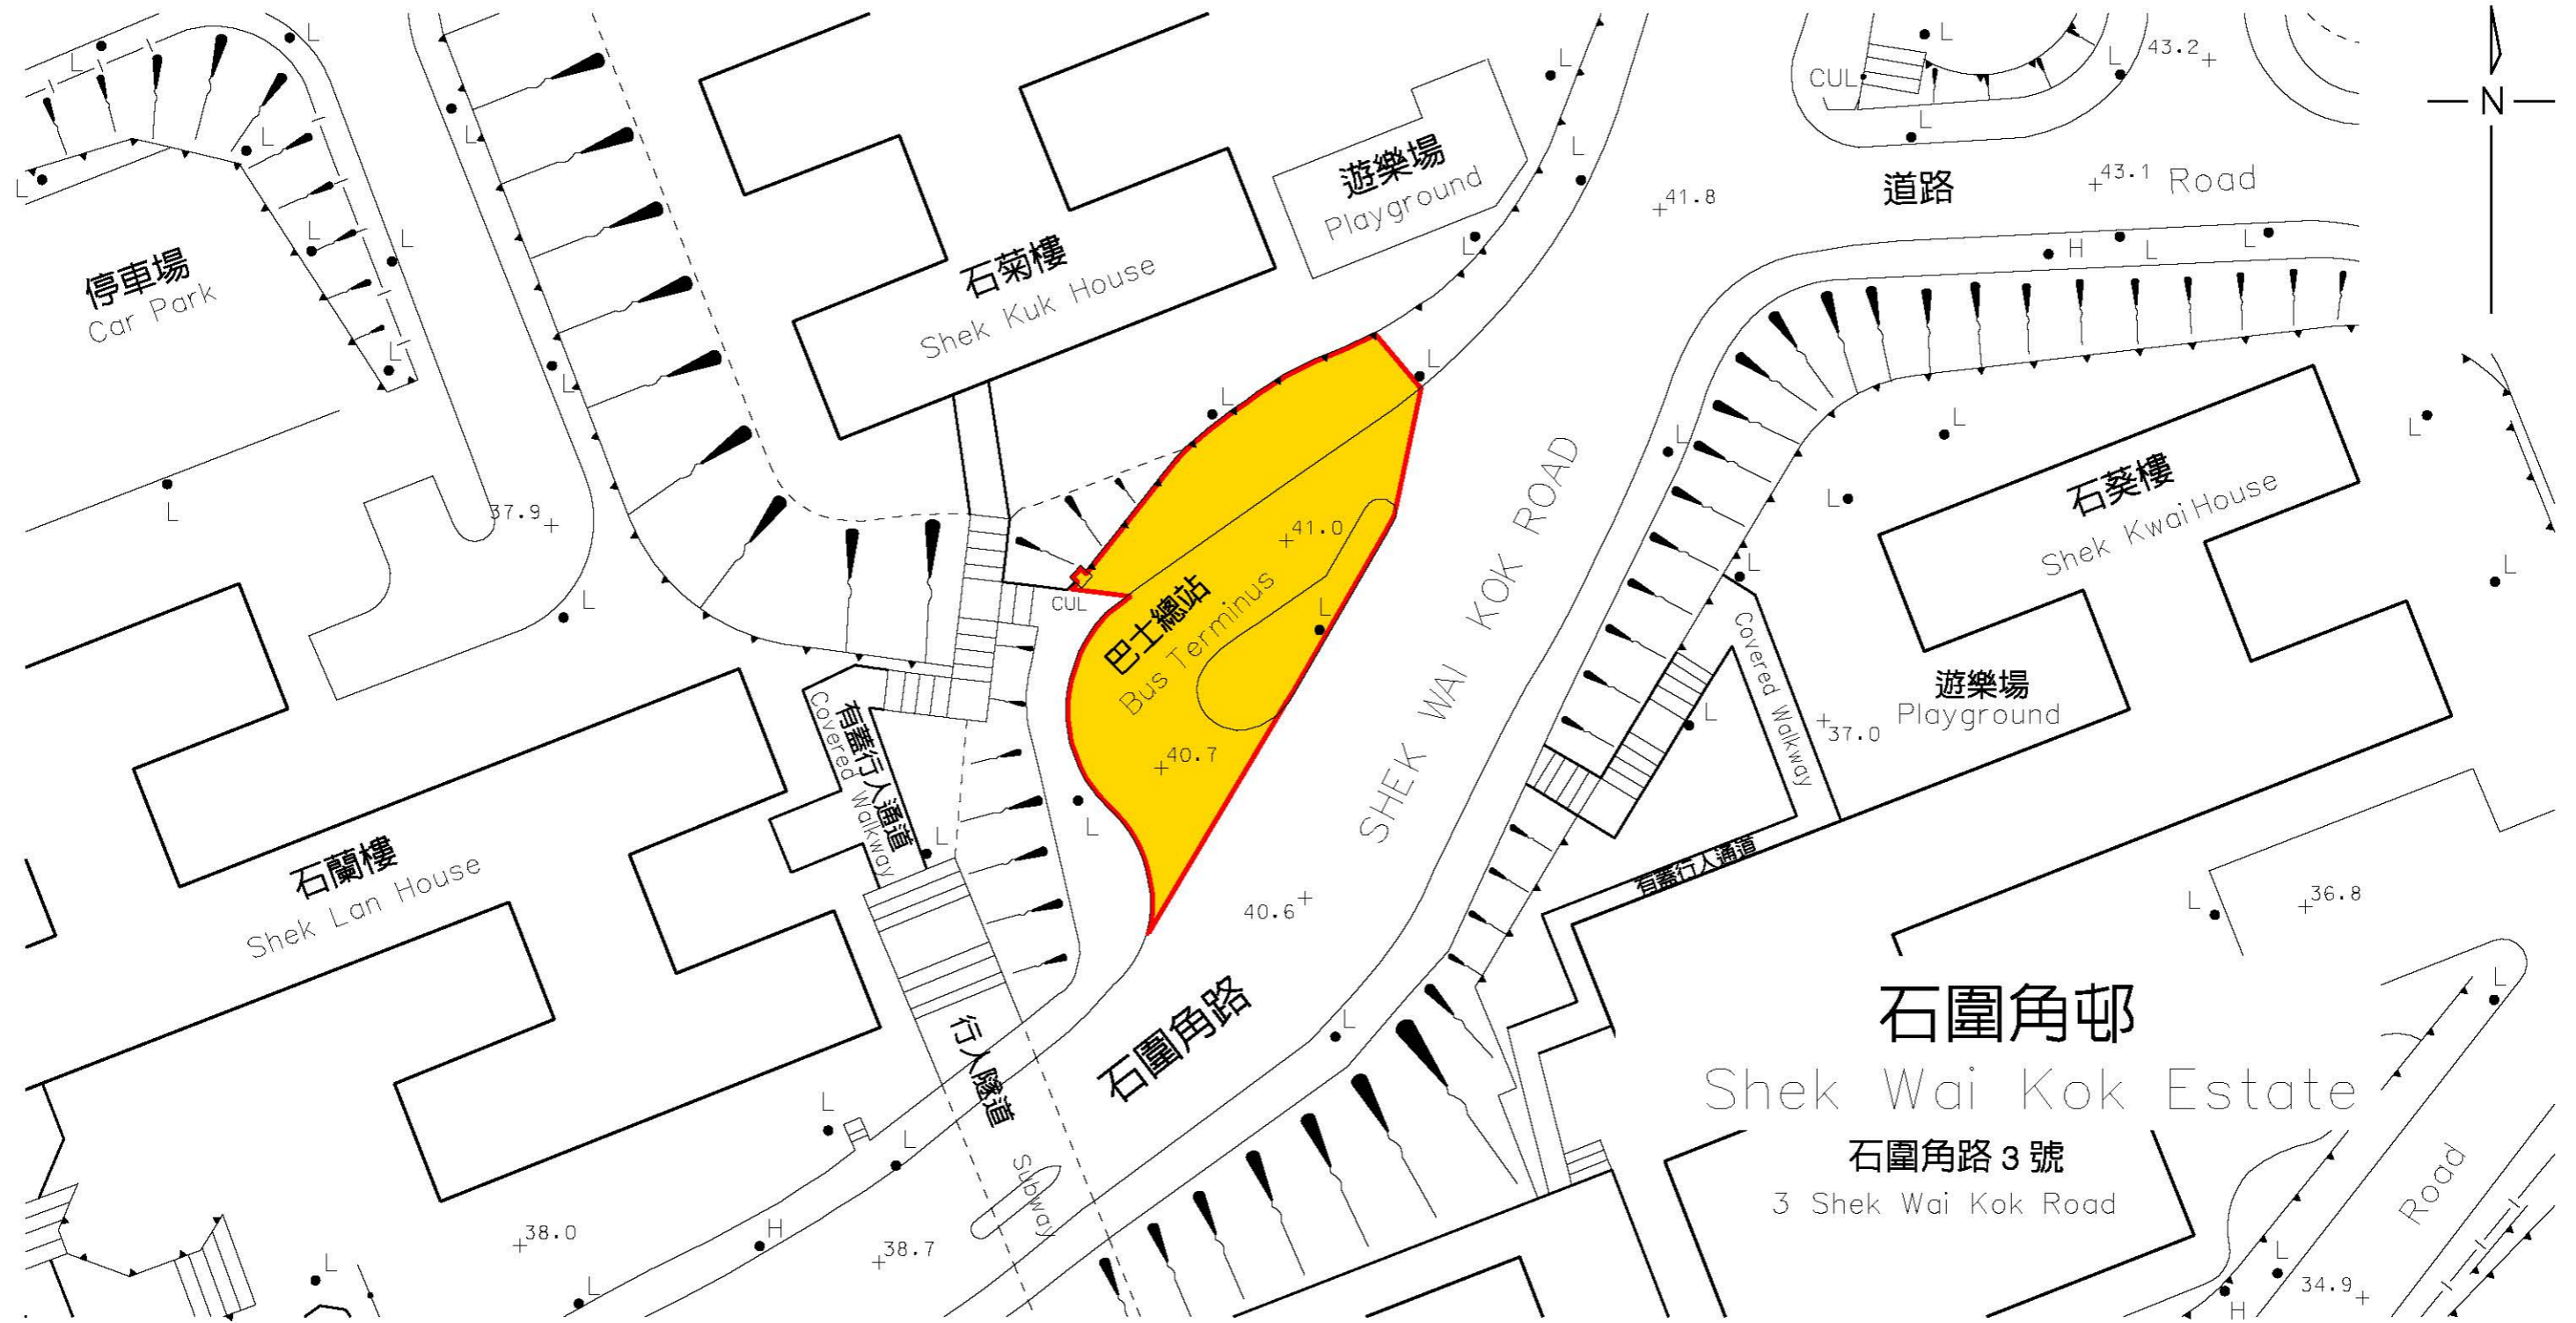 L
L
L
L
L
L
L
L
43.2
CUL
L
L
N
遊樂場
Playground
L
L
L
L
道路
43.1
Road
41.8
停車場
Car Park
L
L
L
L
石菊樓
Shek Kuk House
H
L
L
L
L
L
L
L
L
L
石葵樓
Shek Kwai House
37.9
41.0
SHEK WAI KOK ROAD
L
L
L
CUL
巴士總站
Bus Terminus
L
Covered Walkway
遊樂場
Playground
37.0
L
有蓋行人通道
Covered Walkway
40.7
L
L
石蘭樓
Shek Lan House
有蓋行人通道
36.8
L
40.6
石圍角路
L
行人隧道
Subway
石圍角邨
Shek Wai Kok Estate
石圍角路 3 號
3 Shek Wai Kok Road
L
L
L
Road
38.0
H
38.7
L
L
L
34.9
H